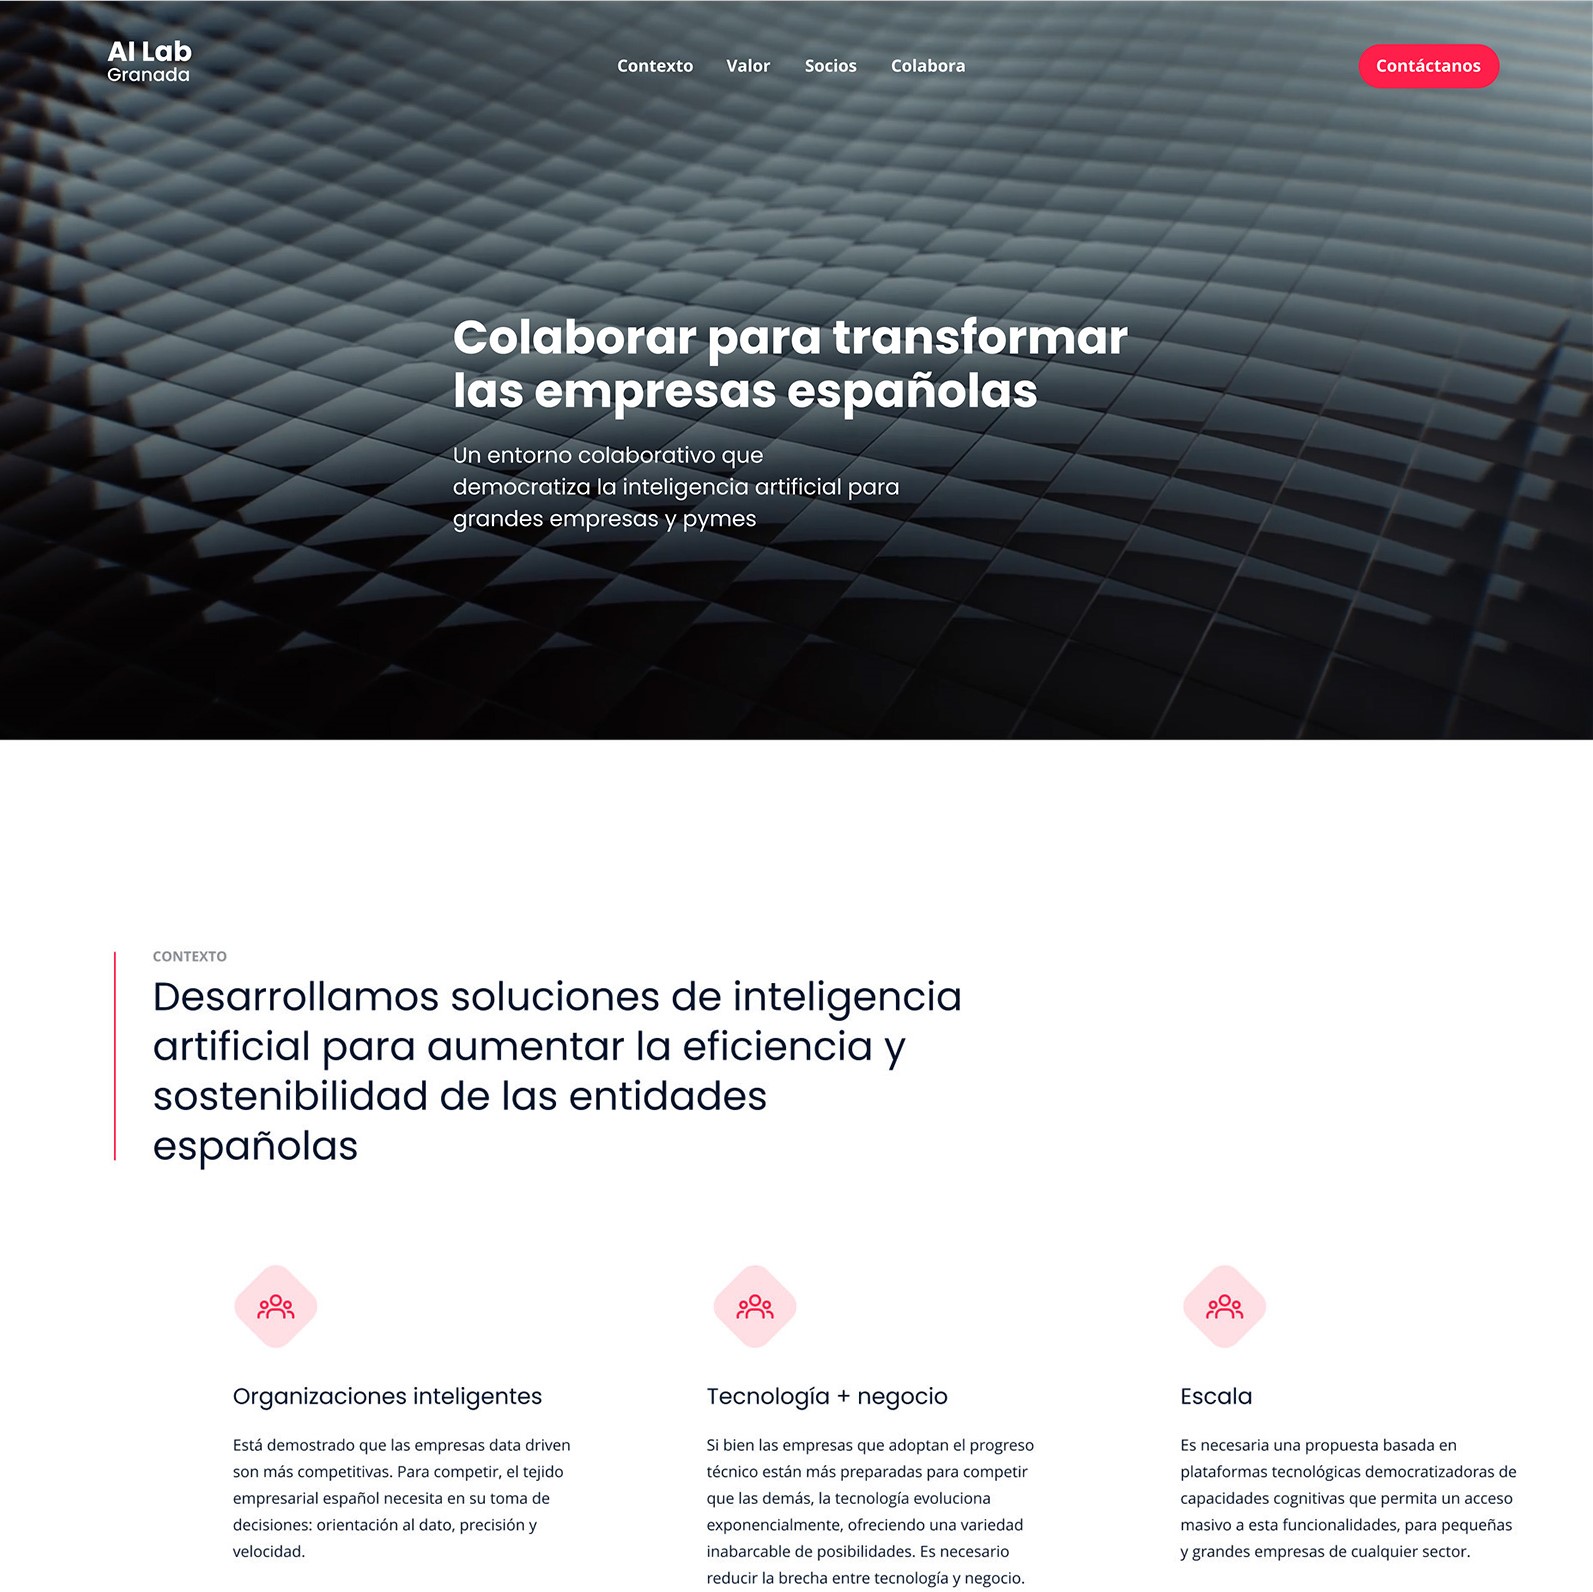 AI Lab
Granada
Contexto Valor Socios Colabora
Contáctanos
Colaborar para transformar
las empresas españolas
Un entorno colaborativo que
democratiza la inteligencia artificial para
grandes empresas y pymes
CONTEXTO
Desarrollamos soluciones de inteligencia
artificial para aumentar la eficiencia y
sostenibilidad de las entidades
españolas
Organizaciones inteligentes
Está demostrado que las empresas data driven
son más competitivas. Para competir, el tejido
empresarial español necesita en su toma de
decisiones: orientación al dato, precisión y
velocidad.
Tecnología + negocio
Si bien las empresas que adoptan el progreso
técnico están más preparadas para competir
que las demás, la tecnología evoluciona
exponencialmente, ofreciendo una variedad
inabarcable de posibilidades. Es necesario
reducir la brecha entre tecnología y negocio.
Escala
Es necesaria una propuesta basada en
plataformas tecnológicas democratizadoras de
capacidades cognitivas que permita un acceso
masivo a esta funcionalidades, para pequeñas
y grandes empresas de cualquier sector.